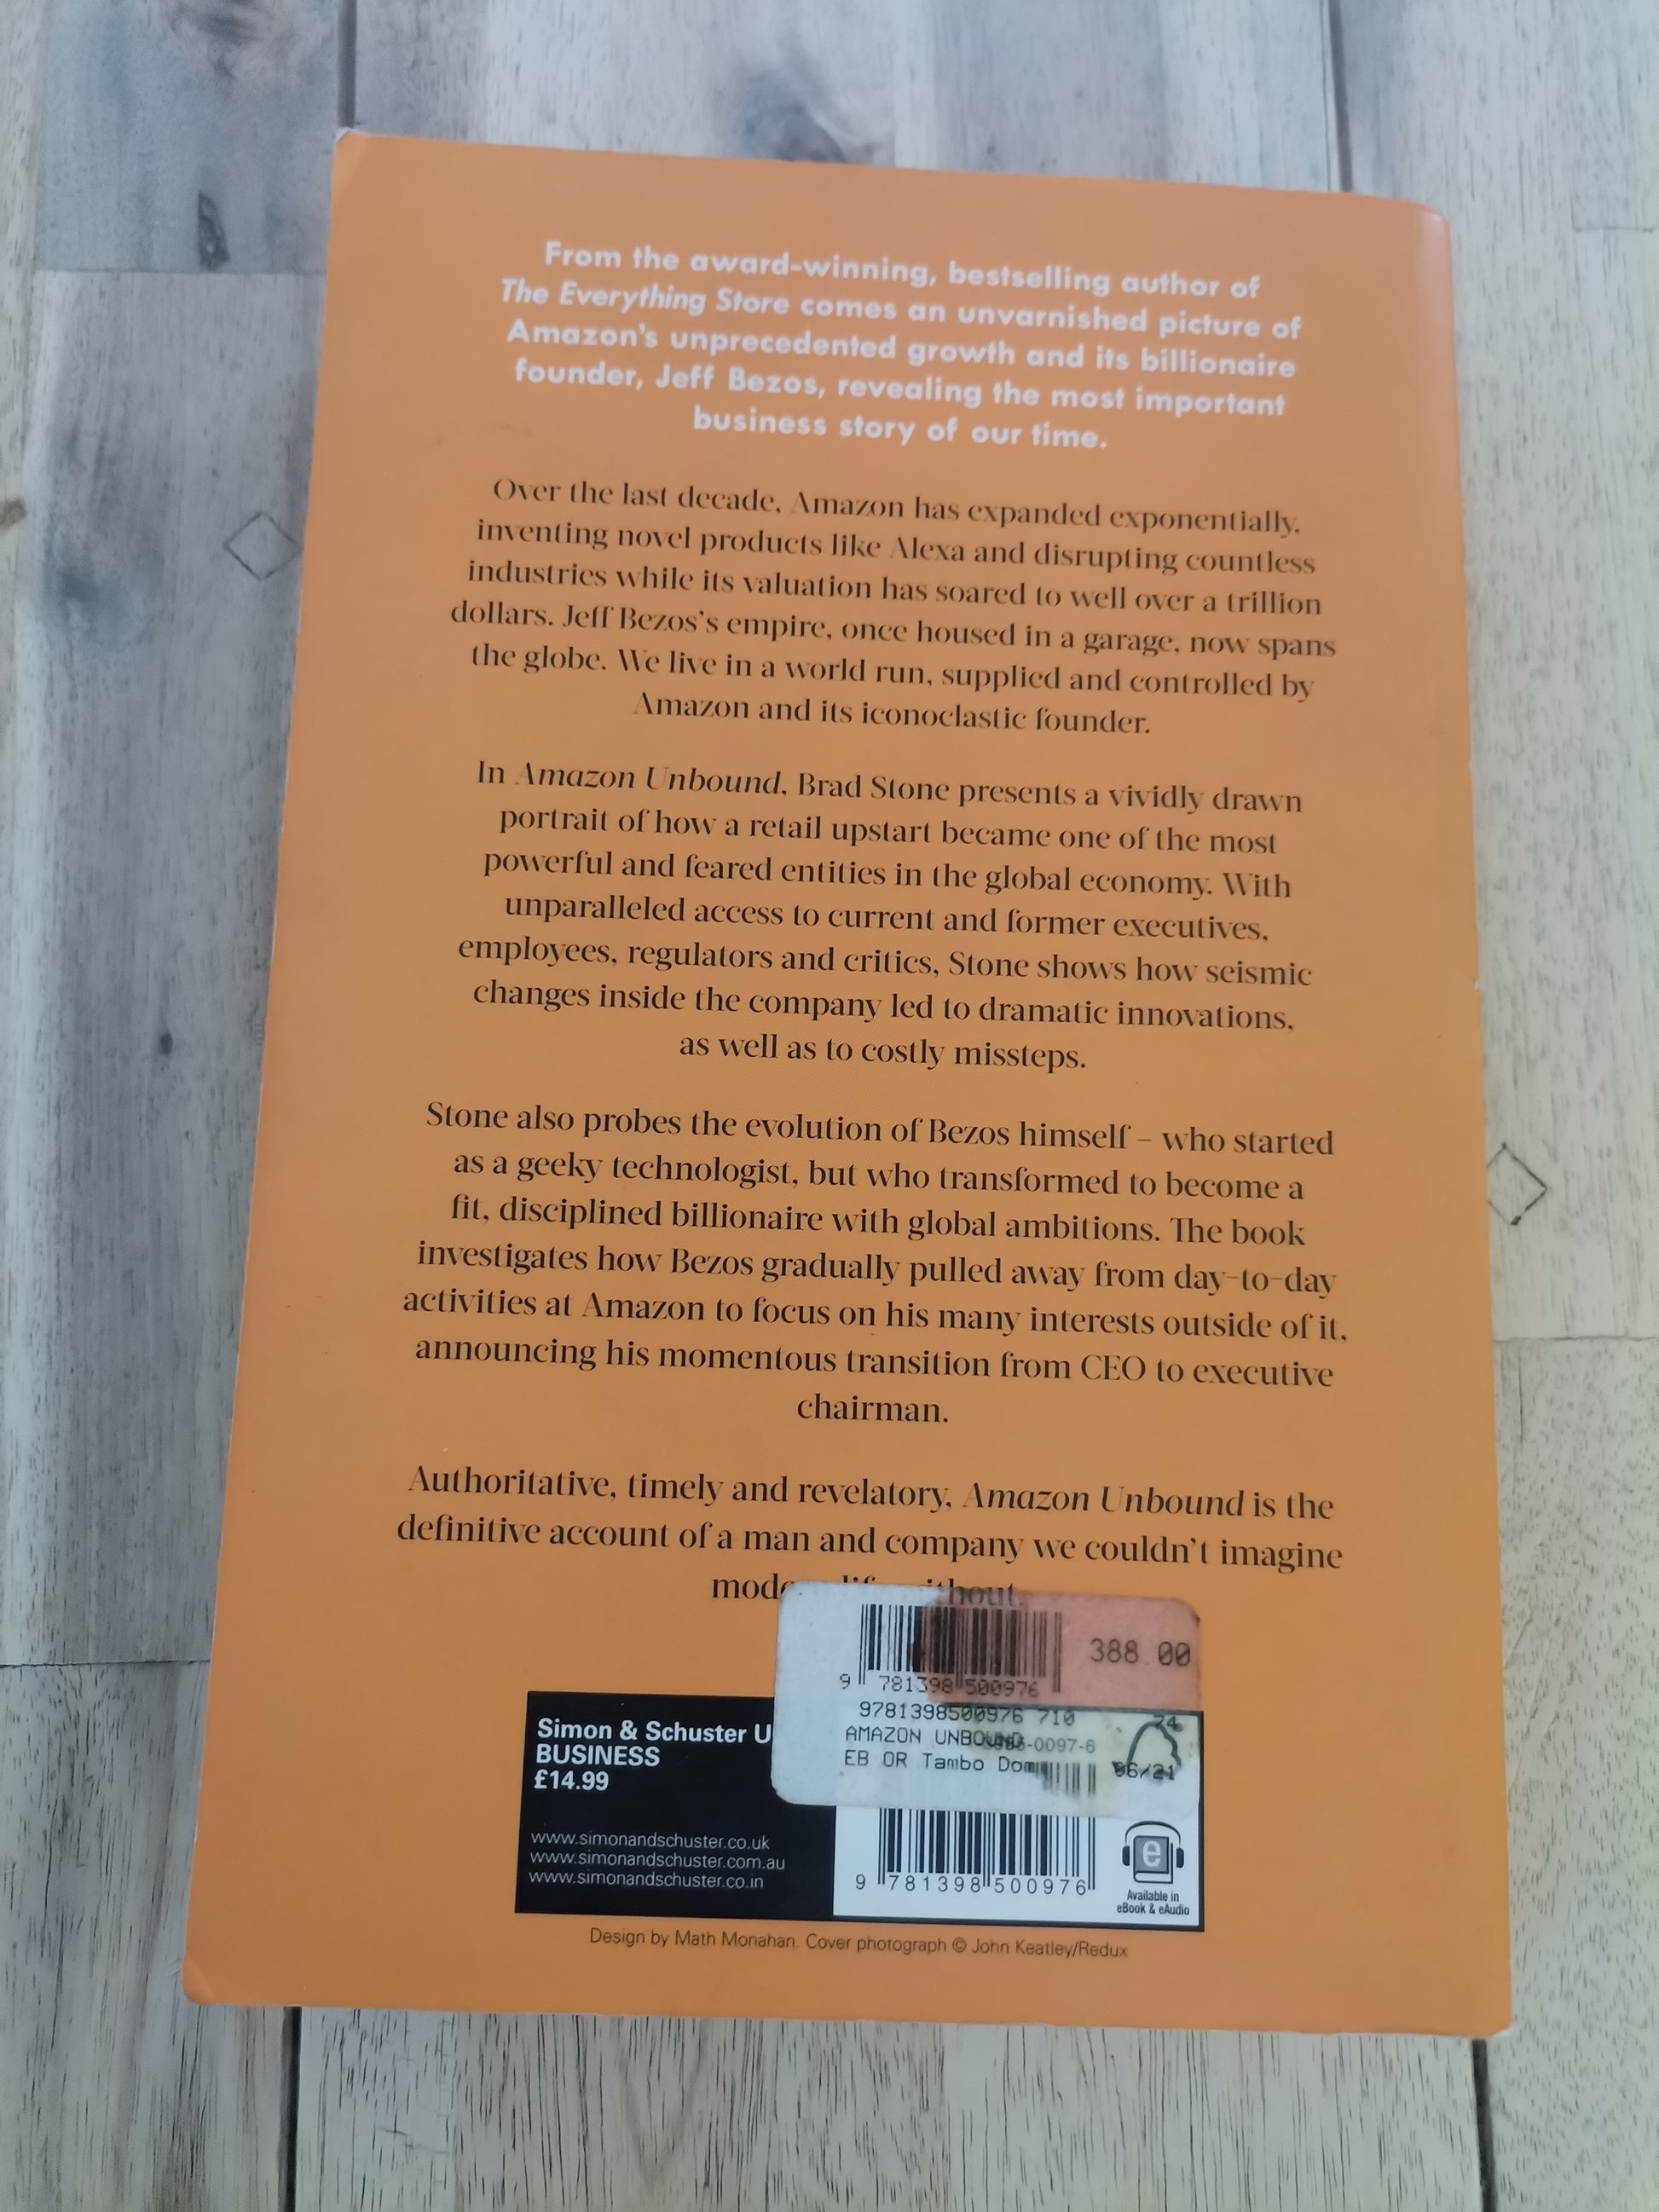 From the award-winning, bestselling author of
The Everything Store comes an unvarnished picture of
Amazon's unprecedented growth and its billionaire
founder, Jeff Bezos, revealing the most important
business story of our time.
Over the last decade, Amazon has expanded exponentially,
inventing novel products like Alexa and disrupting countless
industries while its valuation has soared to well over a trillion
dollars. Jeff Bezos's empire, once housed in a garage, now spans
the globe. We live in a world run, supplied and controlled by
Amazon and its iconoclastic founder.
In Amazon Unbound, Brad Stone presents a vividly drawn
portrait of how a retail upstart became one of the most
powerful and feared entities in the global economy. With
unparalleled access to current and former executives,
employees, regulators and critics, Stone shows how seismic
changes inside the company led to dramatic innovations,
as well as to costly missteps.
Stone also probes the evolution of Bezos himself – who started
as a geeky technologist, but who transformed to become a
fit, disciplined billionaire with global ambitions. The book
investigates how Bezos gradually pulled away from day-to-day
activities at Amazon to focus on his many interests outside of it,
announcing his momentous transition from CEO to executive
chairman.
Authoritative, timely and revelatory, Amazon Unbound is the
definitive account of a man and company we couldn't imagine
388.00
9 781398 500976
9781398500976 710
AMAZON UNBOUND
EB OR Tambo Dom
06/21
Simon & Schuster U
BUSINESS
£14.99
www.simonandschuster.co.uk
www.simonandschuster.com.au
www.simonandschuster.co.in
9 781398 500976
Available in
eBook & eAudio
Design by Math Monahan. Cover photograph © John Keatley/Redux